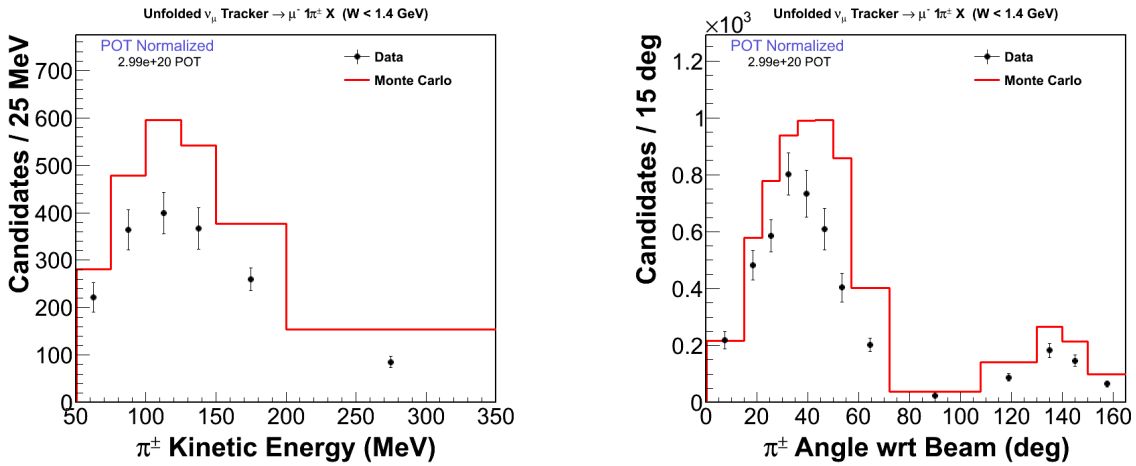 Unfolded νμ Tracker → μ- 1π± X (W < 1.4 GeV)
POT Normalized
2.99e+20 POT
Data
Monte Carlo
Candidates / 25 MeV
700
600
500
400
300
200
100
0
50 100 150 200 250 300 350
π± Kinetic Energy (MeV)
Unfolded νμ Tracker → μ- 1π± X (W < 1.4 GeV)
×10³
POT Normalized
2.99e+20 POT
Data
Monte Carlo
Candidates / 15 deg
1.2
1
0.8
0.6
0.4
0.2
0
0 20 40 60 80 100 120 140 160
π± Angle wrt Beam (deg)